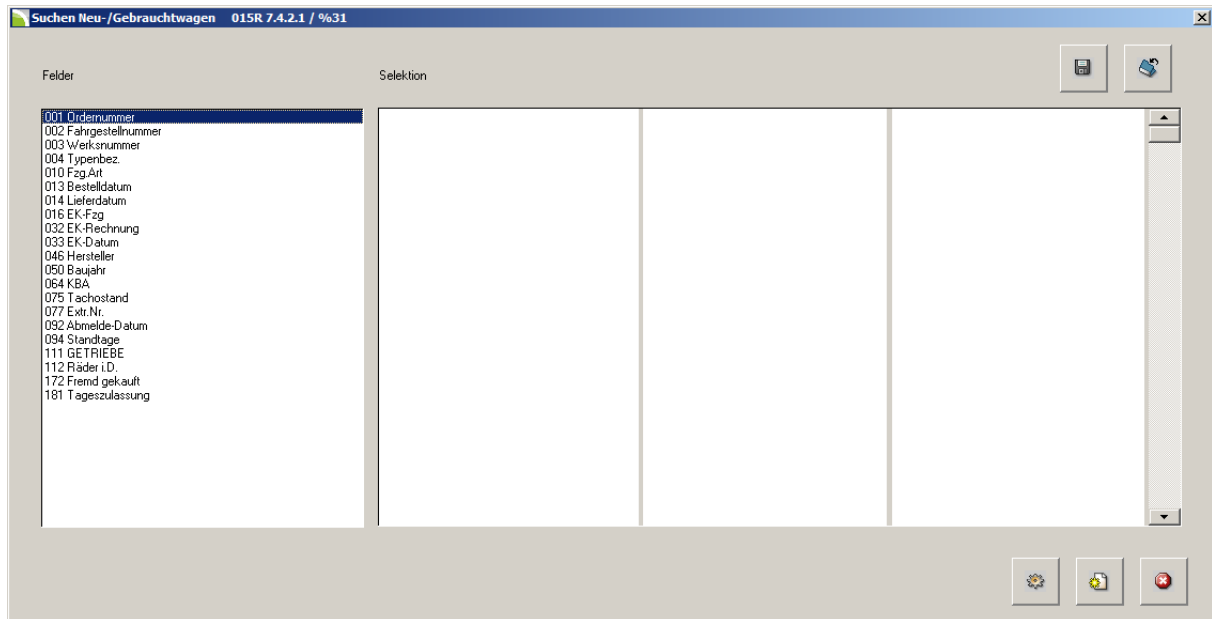 Suchen Neu-/Gebrauchtwagen 015R 7.4.2.1 / %31
Felder
Selektion
001 Ordernummer
002 Fahrgestellnummer
003 Werksnummer
004 Typenbez.
010 Fzg.Art
013 Bestelldatum
014 Lieferdatum
016 EK-Fzg
032 EK-Rechnung
033 EK-Datum
046 Hersteller
050 Baujahr
064 KBA
075 Tachostand
077 Extr.Nr.
092 Abmelde-Datum
094 Standtage
111 GETRIEBE
112 Räder i.D.
172 Fremd gekauft
181 Tageszulassung